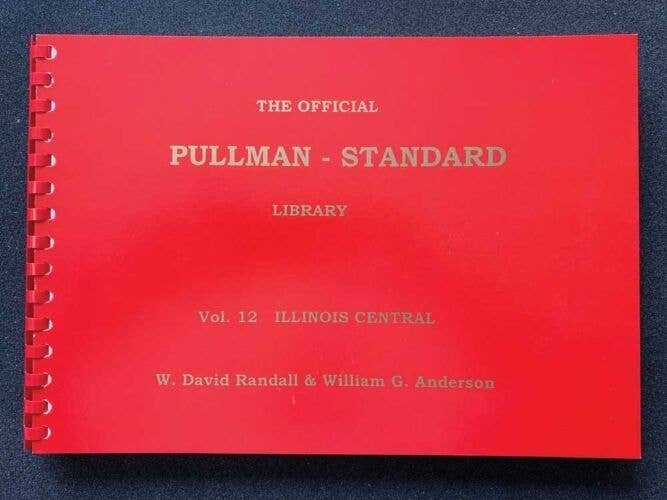 THE OFFICIAL
PULLMAN - STANDARD
LIBRARY
Vol. 12 ILLINOIS CENTRAL
W. David Randall & William G. Anderson